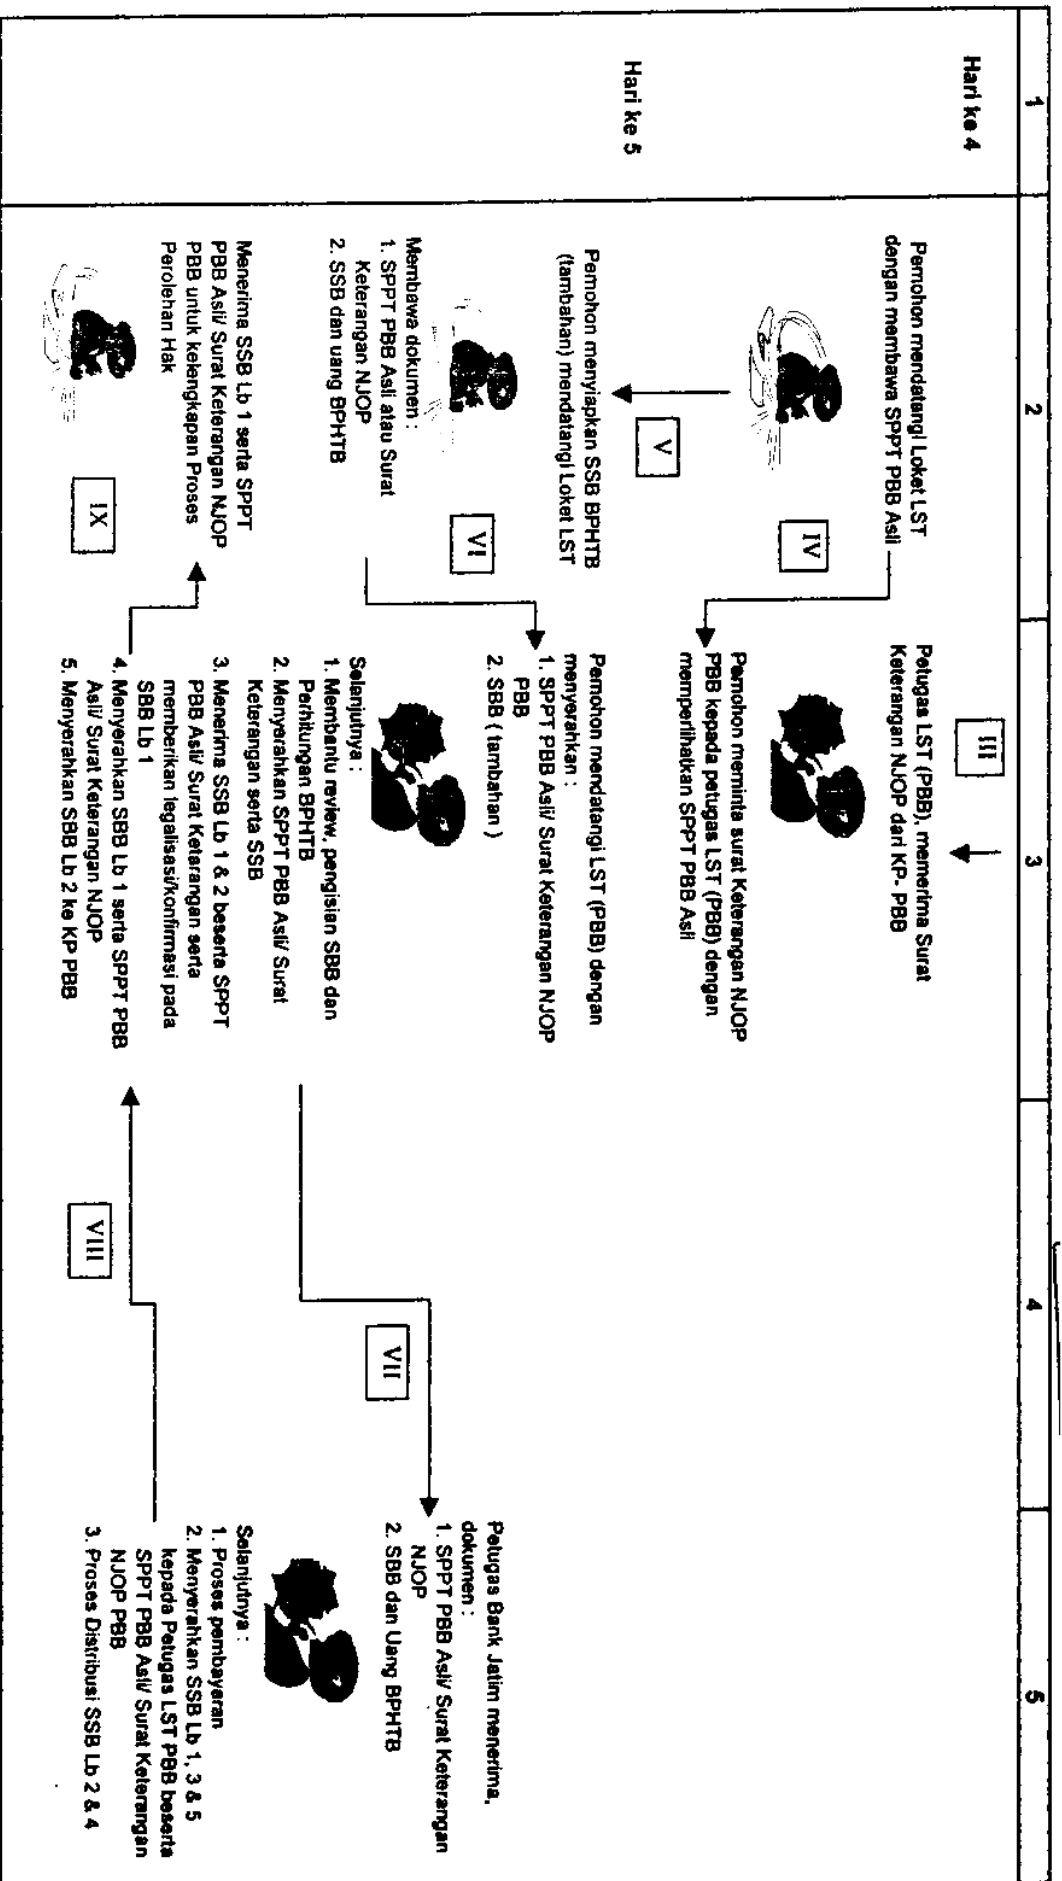 1
2
3
4
5
Hari ke 4
Pemohon mendatangi Loket LST
dengan membawa SPPT PBB Asli
IV
III
Petugas LST (PBB), memerima Surat
Keterangan NJOP dari KP- PBB
Pemohon meminta surat Keterangan NJOP
PBB kepada petugas LST (PBB) dengan
memperlihatkan SPPT PBB Asli
V
Hari ke 5
Pemohon menyiapkan SSB BPHTB
(tambahan) mendatangi Loket LST
VI
Membawa dokumen :
1. SPPT PBB Asli atau Surat
Keterangan NJOP
2. SSB dan uang BPHTB
Pemohon mendatangi LST (PBB) dengan
menyerahkan :
1. SPPT PBB Asli/ Surat Keterangan NJOP
PBB
2. SBB ( tambahan )
Selanjutnya :
1. Membantu review, pengisian SBB dan
Perhitungan BPHTB
2. Menyerahkan SPPT PBB Asli/ Surat
Keterangan serta SSB
3. Menerima SSB Lb 1 & 2 beserta SPPT
PBB Asli/ Surat Ketarangan serta
memberikan legalisasi/konfirmasi pada
SBB Lb 1
4. Menyerahkan SBB Lb 1 serta SPPT PBB
Asli/ Surat Keterangan NJOP
5. Menyerahkan SBB Lb 2 ke KP PBB
VII
Petugas Bank Jatim menerima,
dokumen :
1. SPPT PBB Asli/ Surat Keterangan
NJOP
2. SBB dan Uang BPHTB
Selanjutnya :
1. Proses pembayaran
2. Menyerahkan SSB Lb 1, 3 & 5
kepada Petugas LST PBB beserta
SPPT PBB Asli/ Surat Keterangan
NJOP PBB
3. Proses Distribusi SSB Lb 2 & 4
VIII
Menerima SSB Lb 1 serta SPPT
PBB Asli/ Surat Keterangan NJOP
PBB untuk kelengkapan Proses
Perolehan Hak
IX